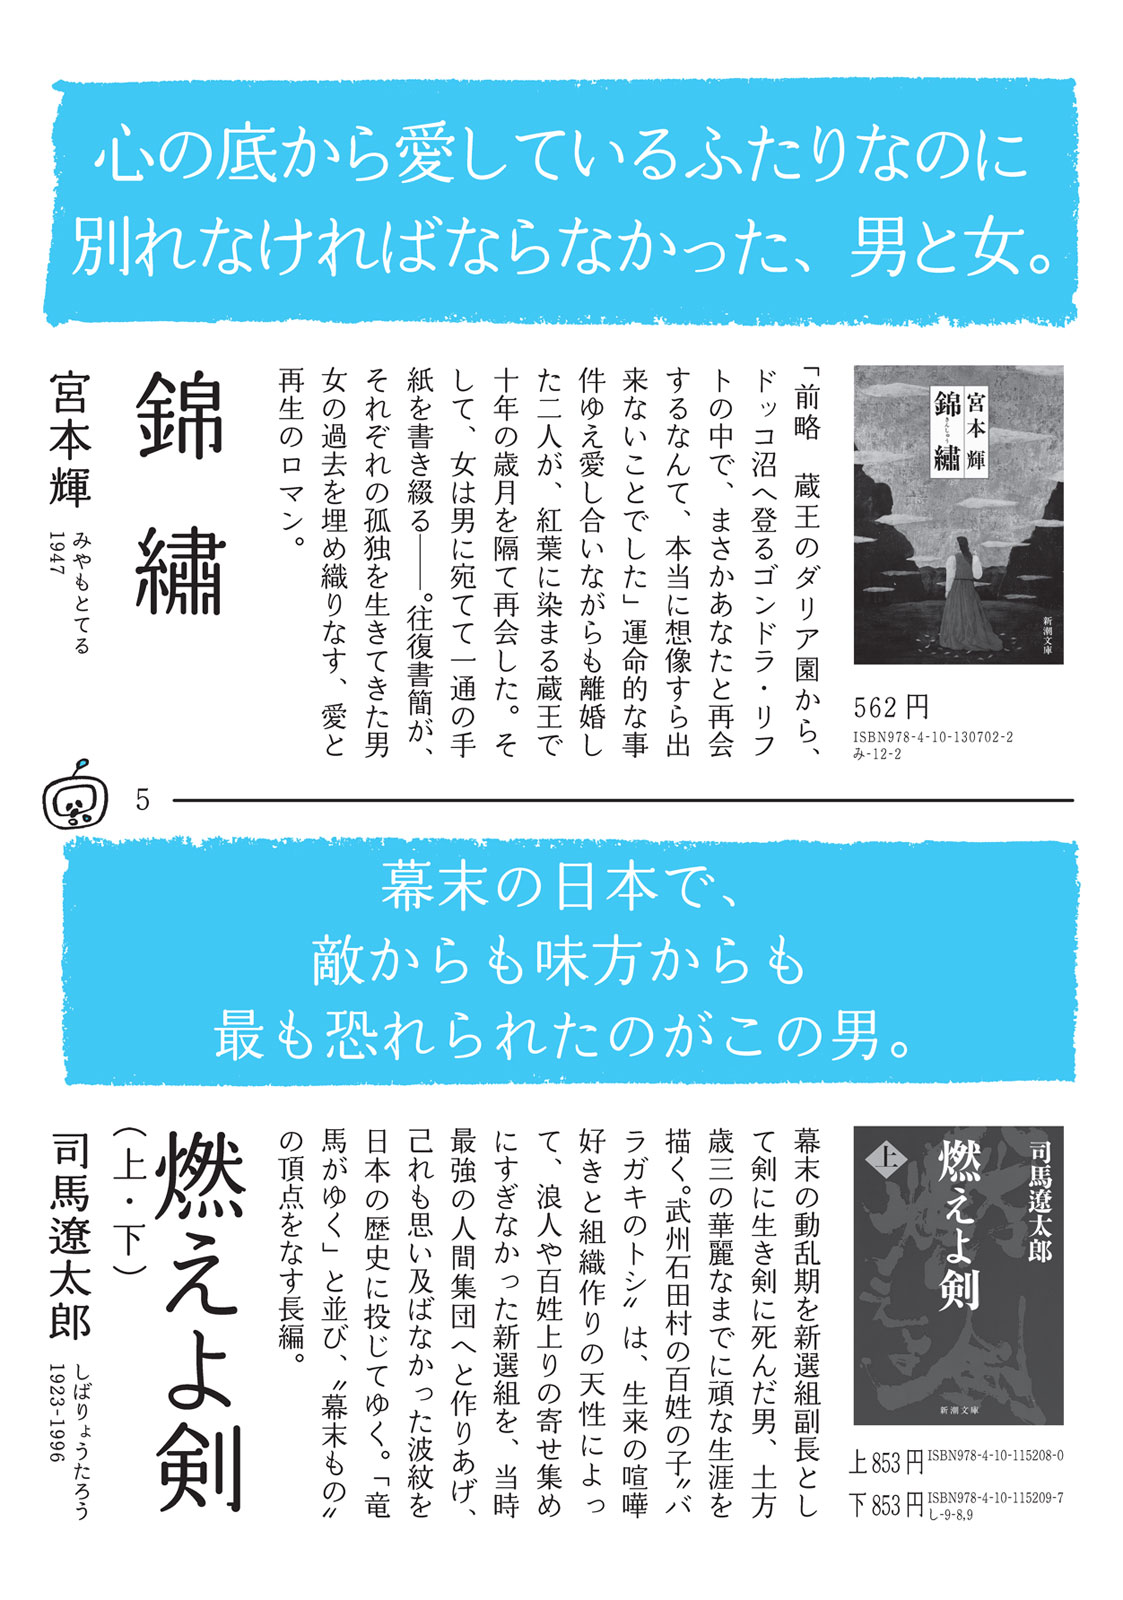 心の底から愛しているふたりなのに
別れなければならなかった、男と女。
宮本輝
錦繡
きんしゅう
新潮文庫
562円
ISBN978-4-10-130702-2
み-12-2
「前略　蔵王のダリア園から、
ドッコ沼へ登るゴンドラ・リフ
トの中で、まさかあなたと再会
するなんて、本当に想像すら出
来ないことでした」運命的な事
件ゆえ愛し合いながらも離婚し
た二人が、紅葉に染まる蔵王で
十年の歳月を隔て再会した。そ
して、女は男に宛てて一通の手
紙を書き綴る――。往復書簡が、
それぞれの孤独を生きてきた男
女の過去を埋め織りなす、愛と
再生のロマン。
錦繡
宮本輝
みやもとてる
1947
5
幕末の日本で、
敵からも味方からも
最も恐れられたのがこの男。
司馬遼太郎
燃えよ剣
上
新潮文庫
上853円 ISBN978-4-10-115208-0
下853円 ISBN978-4-10-115209-7
し-9-8,9
幕末の動乱期を新選組副長とし
て剣に生き剣に死んだ男、土方
歳三の華麗なまでに頑な生涯を
描く。武州石田村の百姓の子〝バ
ラガキのトシ〟は、生来の喧嘩
好きと組織作りの天性によっ
て、浪人や百姓上りの寄せ集め
にすぎなかった新選組を、当時
最強の人間集団へと作りあげ、
己れも思い及ばなかった波紋を
日本の歴史に投じてゆく。「竜
馬がゆく」と並び、〝幕末もの〟
の頂点をなす長編。
燃えよ剣
（上・下）
司馬遼太郎
しばりょうたろう
1923-1996